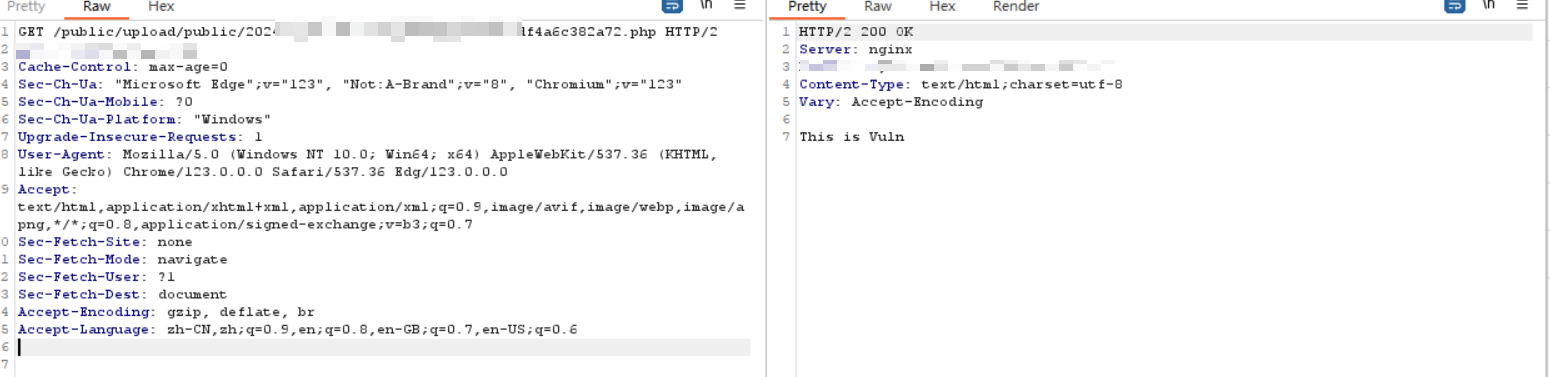 Pretty Raw Hex \n
1 GET /public/upload/public/202 1f4a6c382a72.php HTTP/2
2
3 Cache-Control: max-age=0
4 Sec-Ch-Ua: "Microsoft Edge";v="123", "Not:A-Brand";v="8", "Chromium";v="123"
5 Sec-Ch-Ua-Mobile: ?0
6 Sec-Ch-Ua-Platform: "Windows"
7 Upgrade-Insecure-Requests: 1
8 User-Agent: Mozilla/5.0 (Windows NT 10.0; Win64; x64) AppleWebKit/537.36 (KHTML,
like Gecko) Chrome/123.0.0.0 Safari/537.36 Edg/123.0.0.0
9 Accept:
text/html,application/xhtml+xml,application/xml;q=0.9,image/avif,image/webp,image/a
png,*/*;q=0.8,application/signed-exchange;v=b3;q=0.7
0 Sec-Fetch-Site: none
1 Sec-Fetch-Mode: navigate
2 Sec-Fetch-User: ?1
3 Sec-Fetch-Dest: document
4 Accept-Encoding: gzip, deflate, br
5 Accept-Language: zh-CN,zh;q=0.9,en;q=0.8,en-GB;q=0.7,en-US;q=0.6
6
7
Pretty Raw Hex Render \n
1 HTTP/2 200 OK
2 Server: nginx
3
4 Content-Type: text/html;charset=utf-8
5 Vary: Accept-Encoding
6
7 This is Vuln